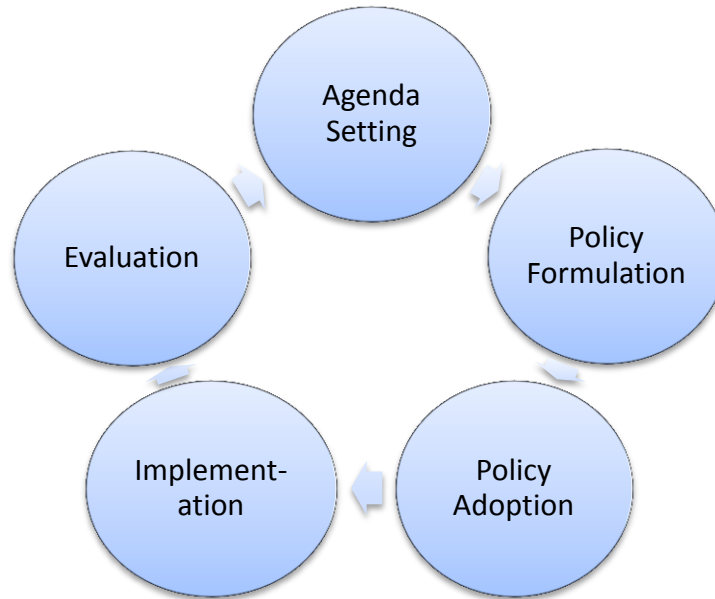 Agenda
Setting
Policy
Formulation
Policy
Adoption
Implement-
ation
Evaluation